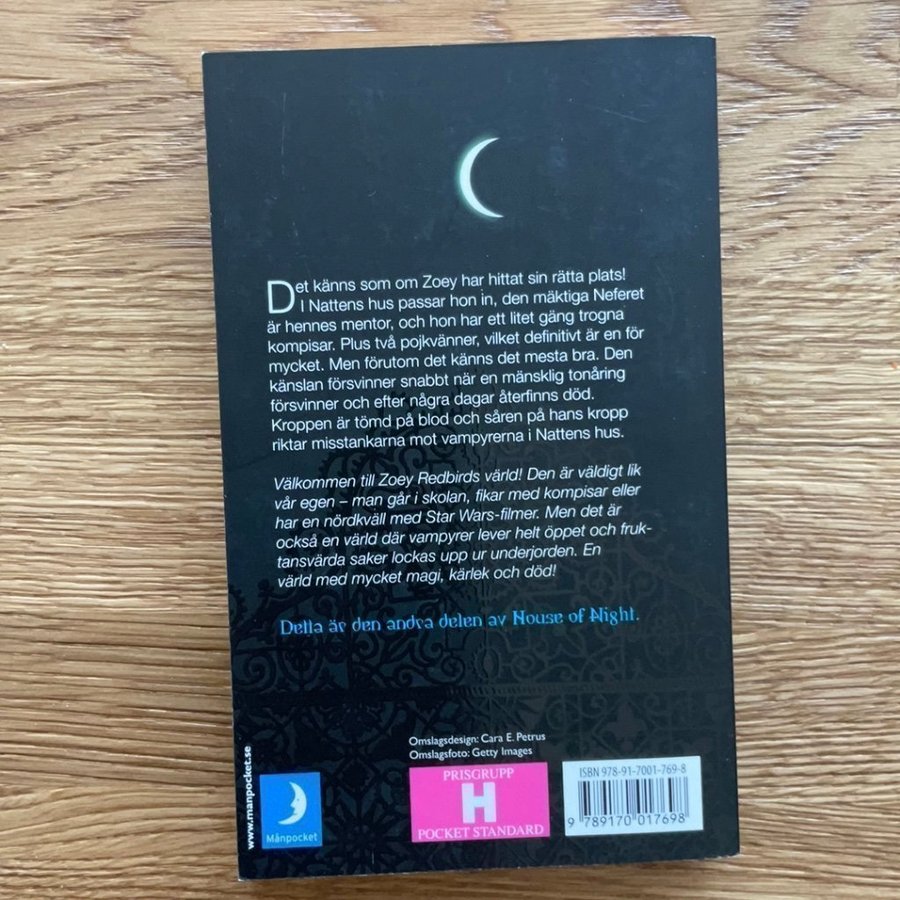 Det känns som om Zoey har hittat sin rätta plats!
I Nattens hus passar hon in, den mäktiga Neferet
är hennes mentor, och hon har ett litet gäng trogna
kompisar. Plus två pojkvänner, vilket definitivt är en för
mycket. Men förutom det känns det mesta bra. Den
känslan försvinner snabbt när en mänsklig tonåring
försvinner och efter några dagar återfinns död.
Kroppen är tömd på blod och såren på hans kropp
riktar misstankarna mot vampyrerna i Nattens hus.
Välkommen till Zoey Redbirds värld! Den är väldigt lik
vår egen – man går i skolan, fikar med kompisar eller
har en nördkväll med Star Wars-filmer. Men det är
också en värld där vampyrer lever helt öppet och fruk-
tansvärda saker lockas upp ur underjorden. En
värld med mycket magi, kärlek och död!
Detta är den andra delen av House of Night.
Omslagsdesign: Cara E. Petrus
Omslagsfoto: Getty Images
www.manpocket.se
Månpocket
PRISGRUPP
H
POCKET STANDARD
ISBN 978-91-7001-769-8
9 789170 017698